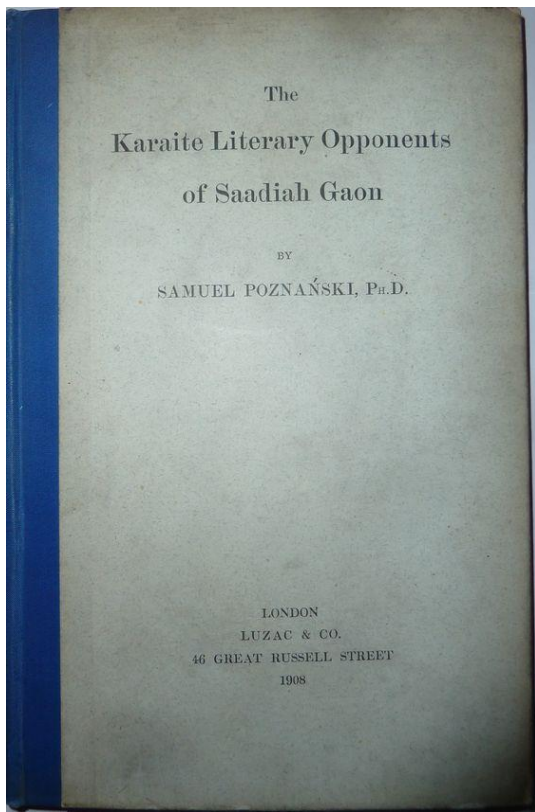 The
Karaite Literary Opponents
of Saadiah Gaon
BY
SAMUEL POZNAŃSKI, PH.D.
LONDON
LUZAC & CO.
46 GREAT RUSSELL STREET
1908